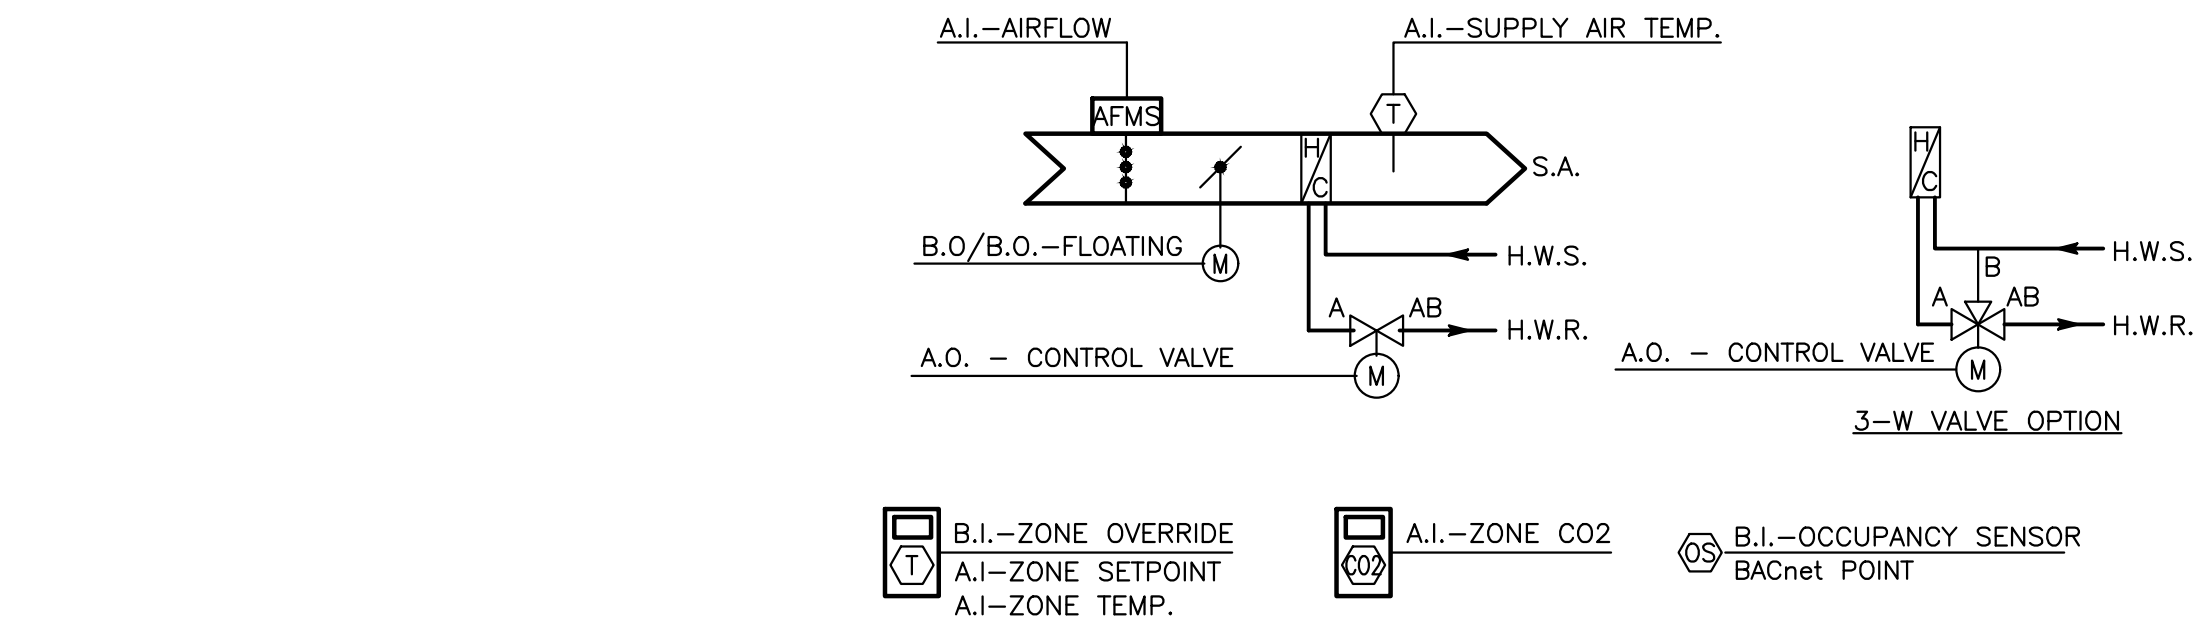 A.I.-AIRFLOW
A.I.-SUPPLY AIR TEMP.
AFMS
T
H
C
S.A.
H
C
B.O/B.O.-FLOATING
M
H.W.S.
H.W.S.
B
A
AB
H.W.R.
A
AB
H.W.R.
A.O. - CONTROL VALVE
M
A.O. - CONTROL VALVE
M
3-W VALVE OPTION
T
B.I.-ZONE OVERRIDE
A.I-ZONE SETPOINT
A.I-ZONE TEMP.
CO2
A.I.-ZONE CO2
OS
B.I.-OCCUPANCY SENSOR
BACnet POINT